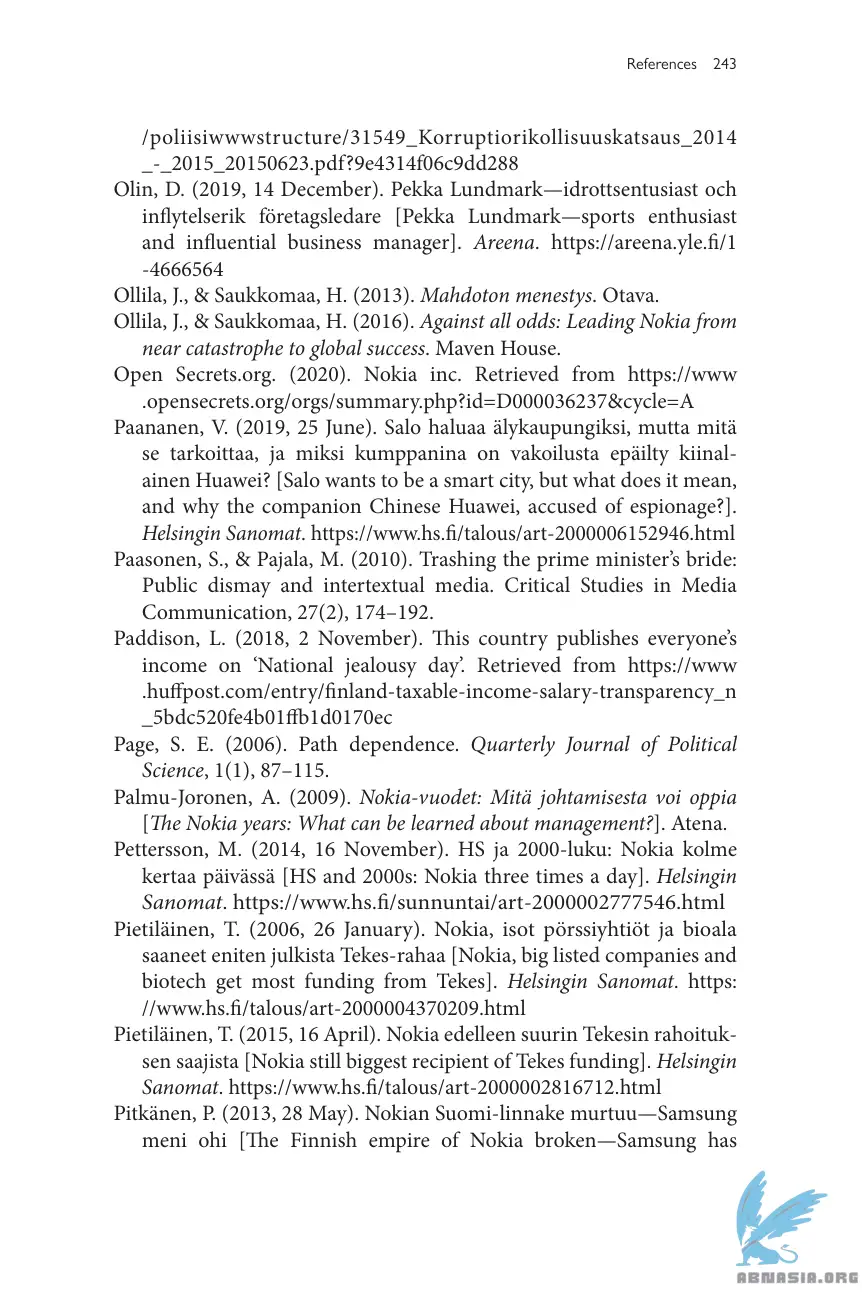 References 243
/poliisiwwwstructure/31549_Korruptiorikollisuuskatsaus_2014
_-_2015_20150623.pdf?9e4314f06c9dd288
Olin, D. (2019, 14 December). Pekka Lundmark—idrottsentusiast och
inflytelserik företagsledare [Pekka Lundmark—sports enthusiast
and influential business manager]. Areena. https://areena.yle.fi/1
-4666564
Ollila, J., & Saukkomaa, H. (2013). Mahdoton menestys. Otava.
Ollila, J., & Saukkomaa, H. (2016). Against all odds: Leading Nokia from
near catastrophe to global success. Maven House.
Open Secrets.org. (2020). Nokia inc. Retrieved from https://www
.opensecrets.org/orgs/summary.php?id=D000036237&cycle=A
Paananen, V. (2019, 25 June). Salo haluaa älykaupungiksi, mutta mitä
se tarkoittaa, ja miksi kumppanina on vakoilusta epäilty kiinal-
ainen Huawei? [Salo wants to be a smart city, but what does it mean,
and why the companion Chinese Huawei, accused of espionage?].
Helsingin Sanomat. https://www.hs.fi/talous/art-2000006152946.html
Paasonen, S., & Pajala, M. (2010). Trashing the prime minister’s bride:
Public dismay and intertextual media. Critical Studies in Media
Communication, 27(2), 174–192.
Paddison, L. (2018, 2 November). This country publishes everyone’s
income on ‘National jealousy day’. Retrieved from https://www
.huffpost.com/entry/finland-taxable-income-salary-transparency_n
_5bdc520fe4b01ffb1d0170ec
Page, S. E. (2006). Path dependence. Quarterly Journal of Political
Science, 1(1), 87–115.
Palmu-Joronen, A. (2009). Nokia-vuodet: Mitä johtamisesta voi oppia
[The Nokia years: What can be learned about management?]. Atena.
Pettersson, M. (2014, 16 November). HS ja 2000-luku: Nokia kolme
kertaa päivässä [HS and 2000s: Nokia three times a day]. Helsingin
Sanomat. https://www.hs.fi/sunnuntai/art-2000002777546.html
Pietiläinen, T. (2006, 26 January). Nokia, isot pörssiyhtiöt ja bioala
saaneet eniten julkista Tekes-rahaa [Nokia, big listed companies and
biotech get most funding from Tekes]. Helsingin Sanomat. https:
//www.hs.fi/talous/art-2000004370209.html
Pietiläinen, T. (2015, 16 April). Nokia edelleen suurin Tekesin rahoituk-
sen saajista [Nokia still biggest recipient of Tekes funding]. Helsingin
Sanomat. https://www.hs.fi/talous/art-2000002816712.html
Pitkänen, P. (2013, 28 May). Nokian Suomi-linnake murtuu—Samsung
meni ohi [The Finnish empire of Nokia broken—Samsung has
ABNASIA.ORG